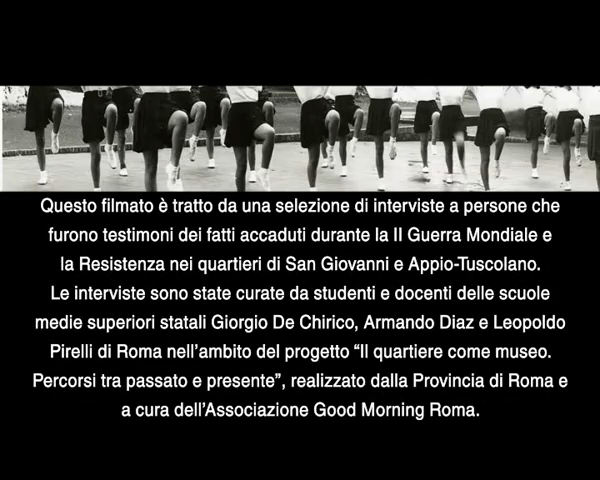 Questo filmato è tratto da una selezione di interviste a persone che
furono testimoni dei fatti accaduti durante la II Guerra Mondiale e
la Resistenza nei quartieri di San Giovanni e Appio-Tuscolano.
Le interviste sono state curate da studenti e docenti delle scuole
medie superiori statali Giorgio De Chirico, Armando Diaz e Leopoldo
Pirelli di Roma nell'ambito del progetto “Il quartiere come museo.
Percorsi tra passato e presente”, realizzato dalla Provincia di Roma e
a cura dell'Associazione Good Morning Roma.